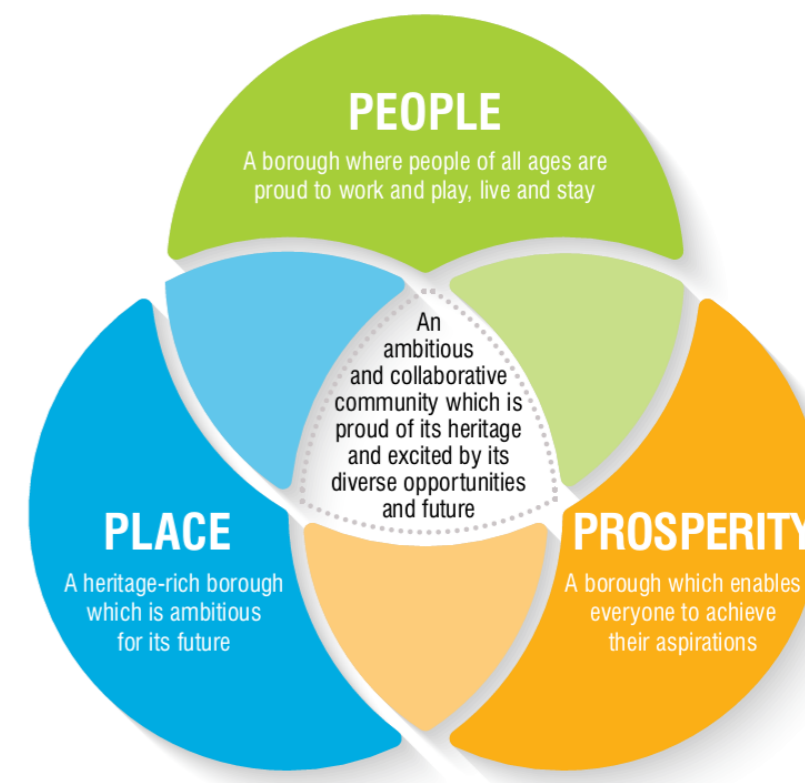 PEOPLE
A borough where people of all ages are
proud to work and play, live and stay
An
ambitious
and collaborative
community which is
proud of its heritage
and excited by its
diverse opportunities
and future
PLACE
A heritage-rich borough
which is ambitious
for its future
PROSPERITY
A borough which enables
everyone to achieve
their aspirations